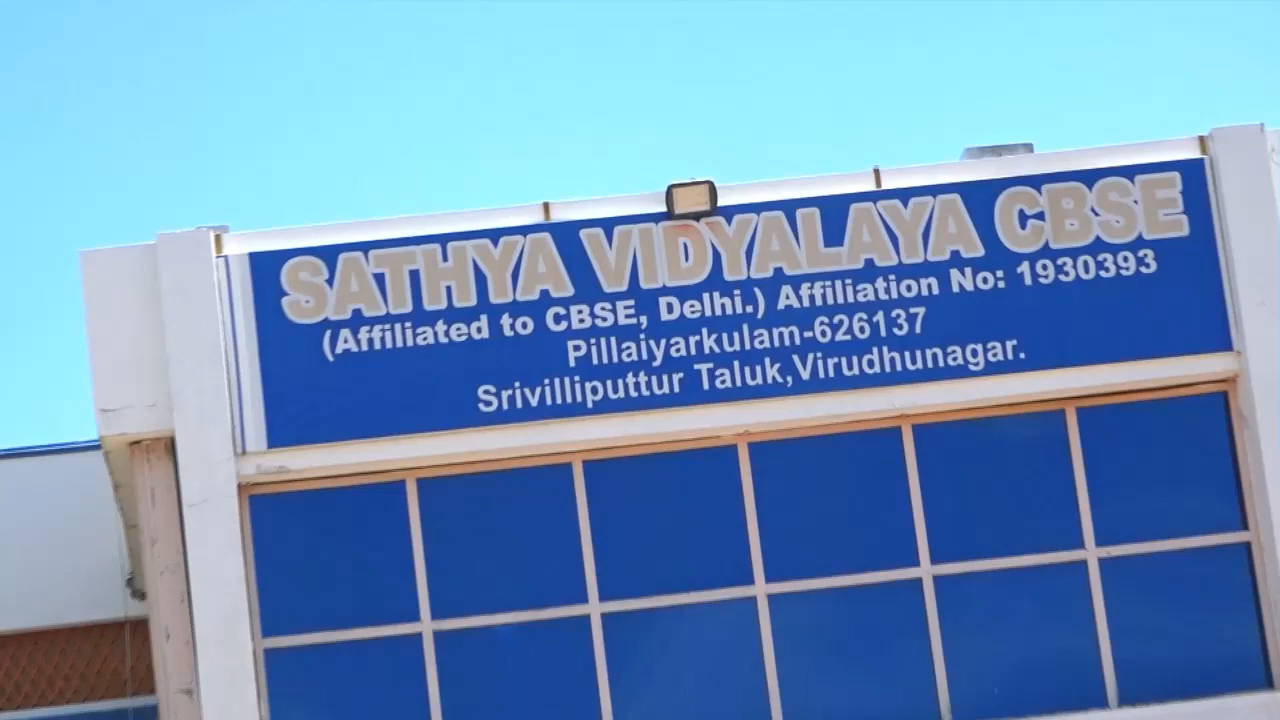 SATHYA VIDYALAYA CBSE
(Affiliated to CBSE, Delhi.) Affiliation No: 1930393
Pillaiyarkulam-626137
Srivilliputtur Taluk,Virudhunagar.